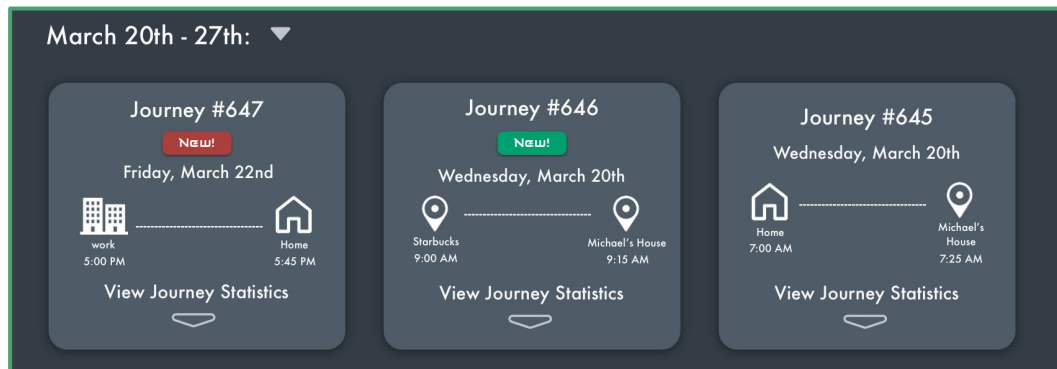 March 20th - 27th:
Journey #647
New!
Friday, March 22nd
work
5:00 PM
Home
5:45 PM
View Journey Statistics
Journey #646
New!
Wednesday, March 20th
Starbucks
9:00 AM
Michael's House
9:15 AM
View Journey Statistics
Journey #645
Wednesday, March 20th
Home
7:00 AM
Michael's
House
7:25 AM
View Journey Statistics